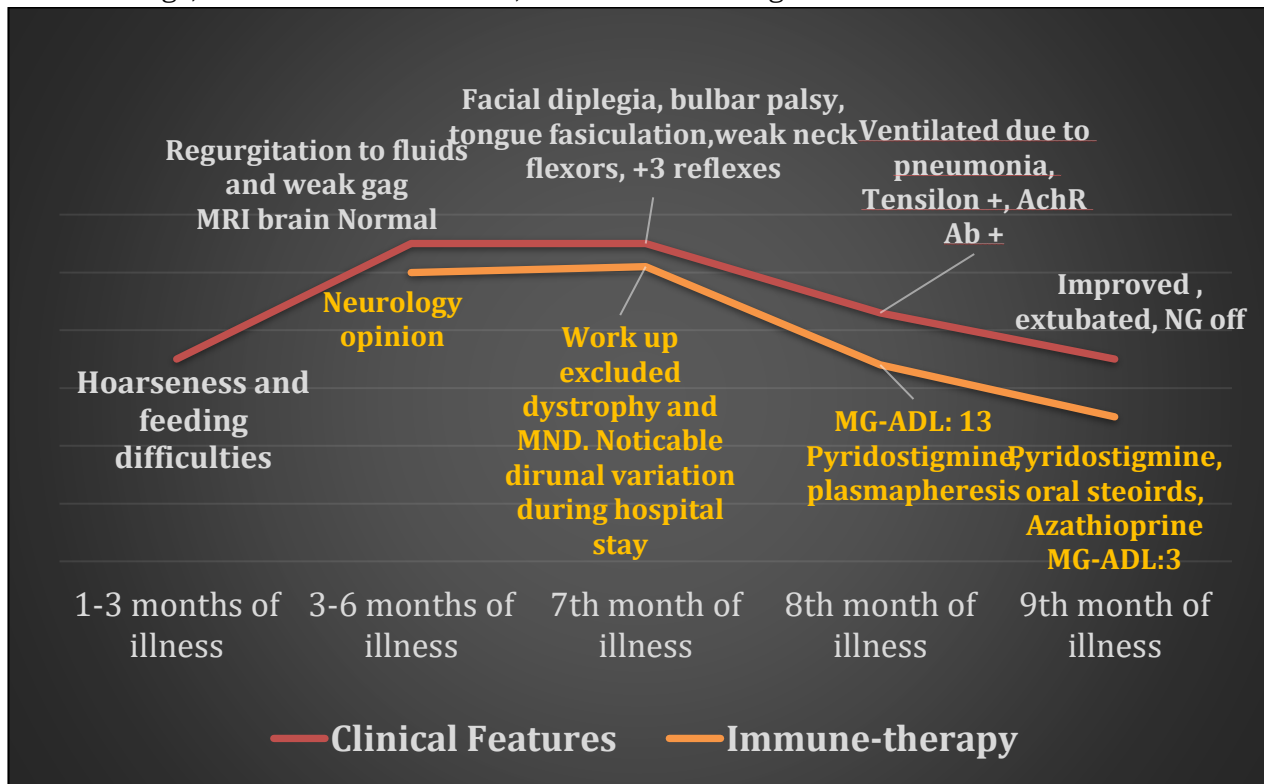 Facial diplegia, bulbar palsy,
tongue fasiculation,weak neck
flexors, +3 reflexes
Regurgitation to fluids
and weak gag
MRI brain Normal
Ventilated due to
pneumonia,
Tensilon +, AchR
Ab +
Improved ,
extubated, NG off
Hoarseness and
feeding
difficulties
Neurology
opinion
Work up
excluded
dystrophy and
MND. Noticable
dirunal variation
during hospital
stay
MG-ADL: 13
Pyridostigmine,
plasmapheresis
Pyridostigmine,
oral steoirds,
Azathioprine
MG-ADL:3
1-3 months of
illness
3-6 months of
illness
7th month of
illness
8th month of
illness
9th month of
illness
Clinical Features
Immune-therapy